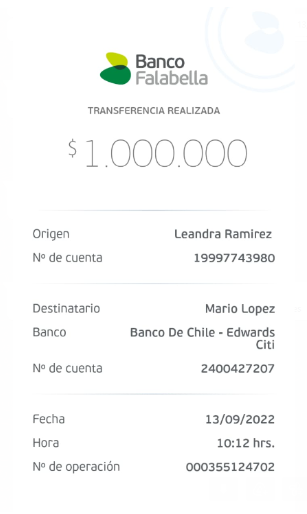 Banco
Falabella
TRANSFERENCIA REALIZADA
$ 1.000.000
Origen Leandra Ramirez
Nº de cuenta 19997743980
Destinatario Mario Lopez
Banco Banco De Chile - Edwards
Citi
Nº de cuenta 2400427207
Fecha 13/09/2022
Hora 10:12 hrs.
Nº de operación 000355124702